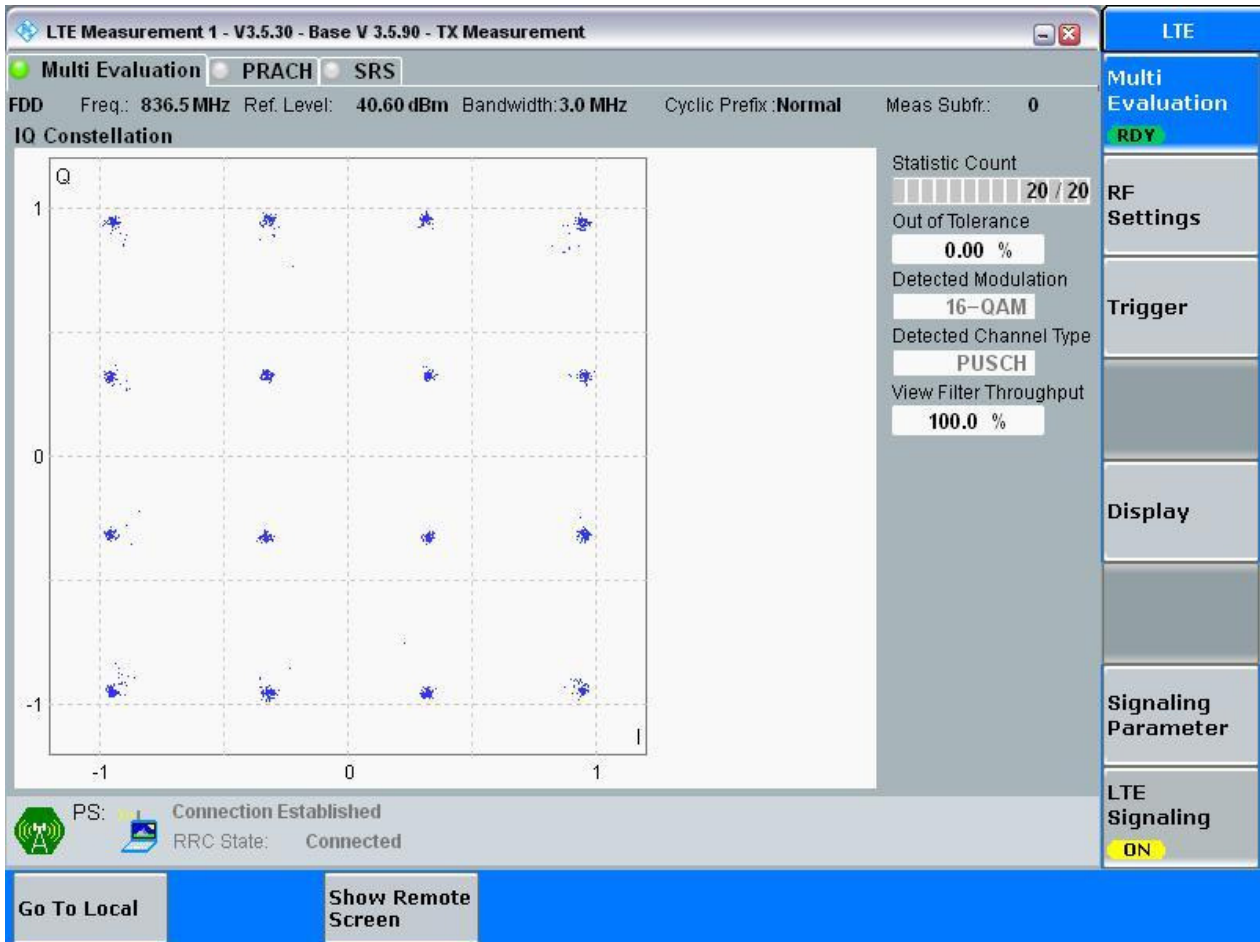 LTE Measurement 1 - V3.5.30 - Base V 3.5.90 - TX Measurement
Multi Evaluation PRACH SRS
FDD Freq.: 836.5 MHz Ref. Level: 40.60 dBm Bandwidth: 3.0 MHz Cyclic Prefix : Normal Meas Subfr.: 0
IQ Constellation
Q
1
0
-1
-1 0 1
I
Statistic Count
20 / 20
Out of Tolerance
0.00 %
Detected Modulation
16-QAM
Detected Channel Type
PUSCH
View Filter Throughput
100.0 %
PS: Connection Established
RRC State: Connected
LTE
Multi
Evaluation
RDY
RF
Settings
Trigger
Display
Signaling
Parameter
LTE
Signaling
ON
Go To Local
Show Remote
Screen